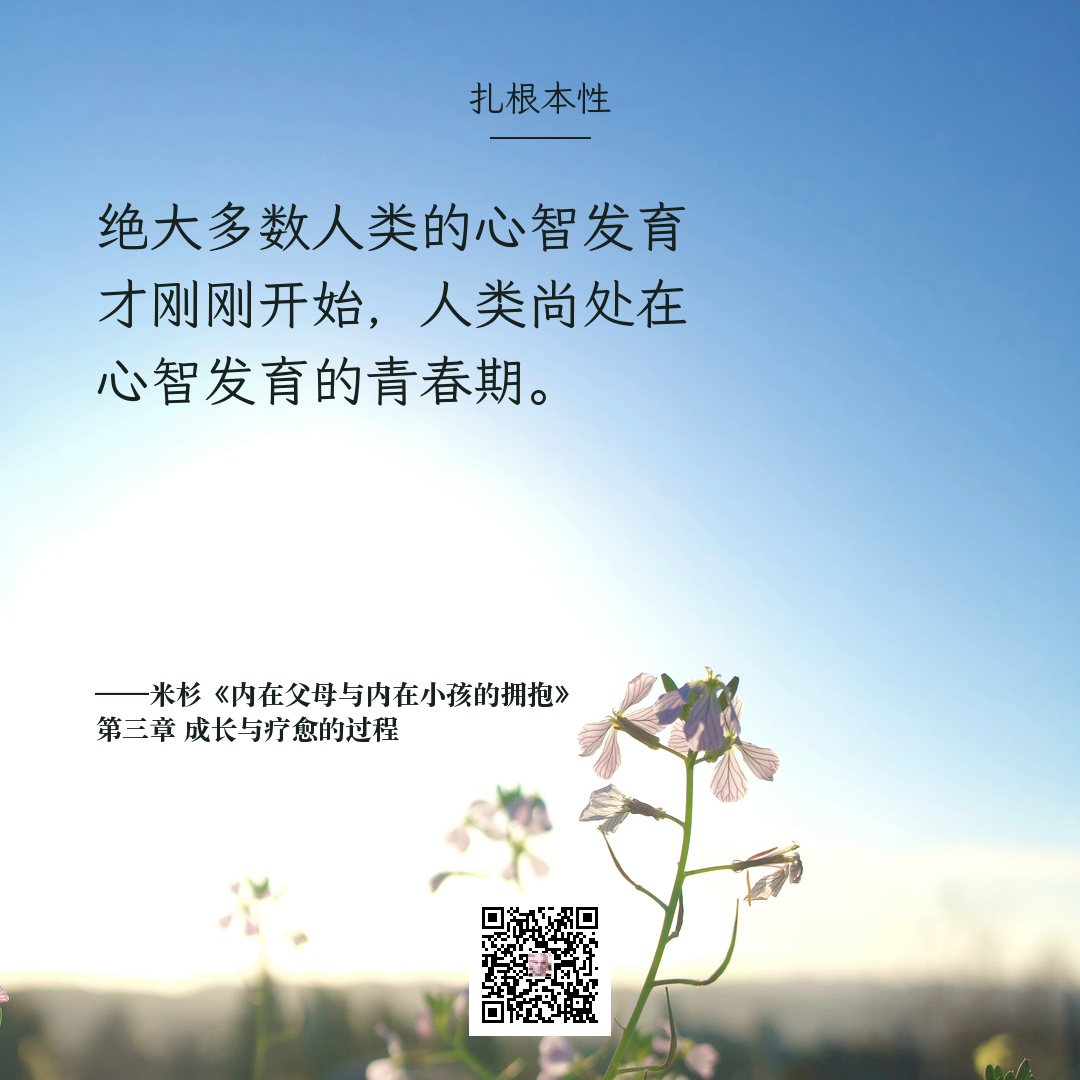 扎根本性
绝大多数人类的心智发育
才刚刚开始，人类尚处在
心智发育的青春期。
——米杉《内在父母与内在小孩的拥抱》
第三章 成长与疗愈的过程